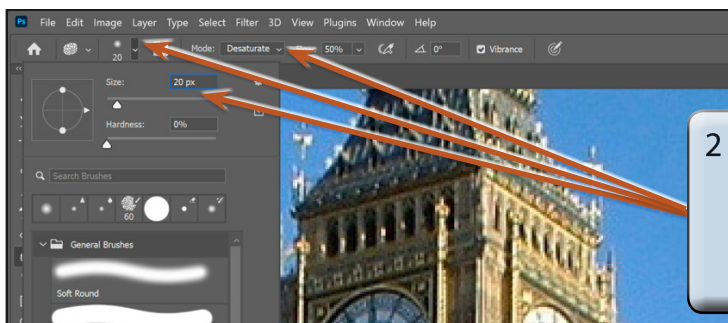 Ps File Edit Image Layer Type Select Filter 3D View Plugins Window Help
20 Mode: Desaturate 50% 0° Vibrance
Size: 20 px
Hardness: 0%
2
Search Brushes
60
General Brushes
Soft Round